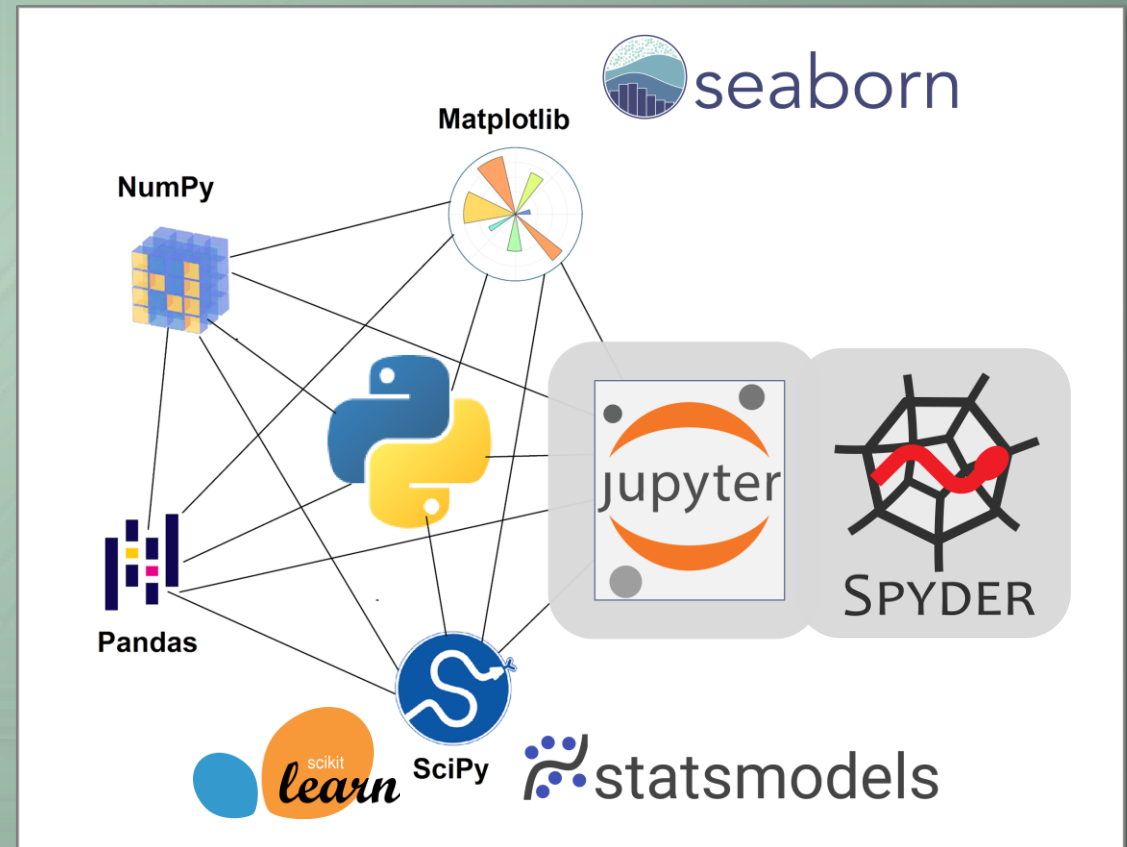 seaborn
Matplotlib
NumPy
jupyter
SPYDER
Pandas
scikit
learn
SciPy
statsmodels